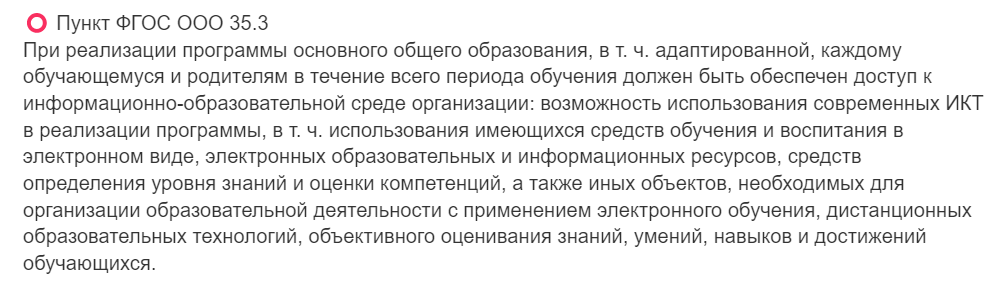 Пункт ФГОС ООО 35.3
При реализации программы основного общего образования, в т. ч. адаптированной, каждому
обучающемуся и родителям в течение всего периода обучения должен быть обеспечен доступ к
информационно-образовательной среде организации: возможность использования современных ИКТ
в реализации программы, в т. ч. использования имеющихся средств обучения и воспитания в
электронном виде, электронных образовательных и информационных ресурсов, средств
определения уровня знаний и оценки компетенций, а также иных объектов, необходимых для
организации образовательной деятельности с применением электронного обучения, дистанционных
образовательных технологий, объективного оценивания знаний, умений, навыков и достижений
обучающихся.